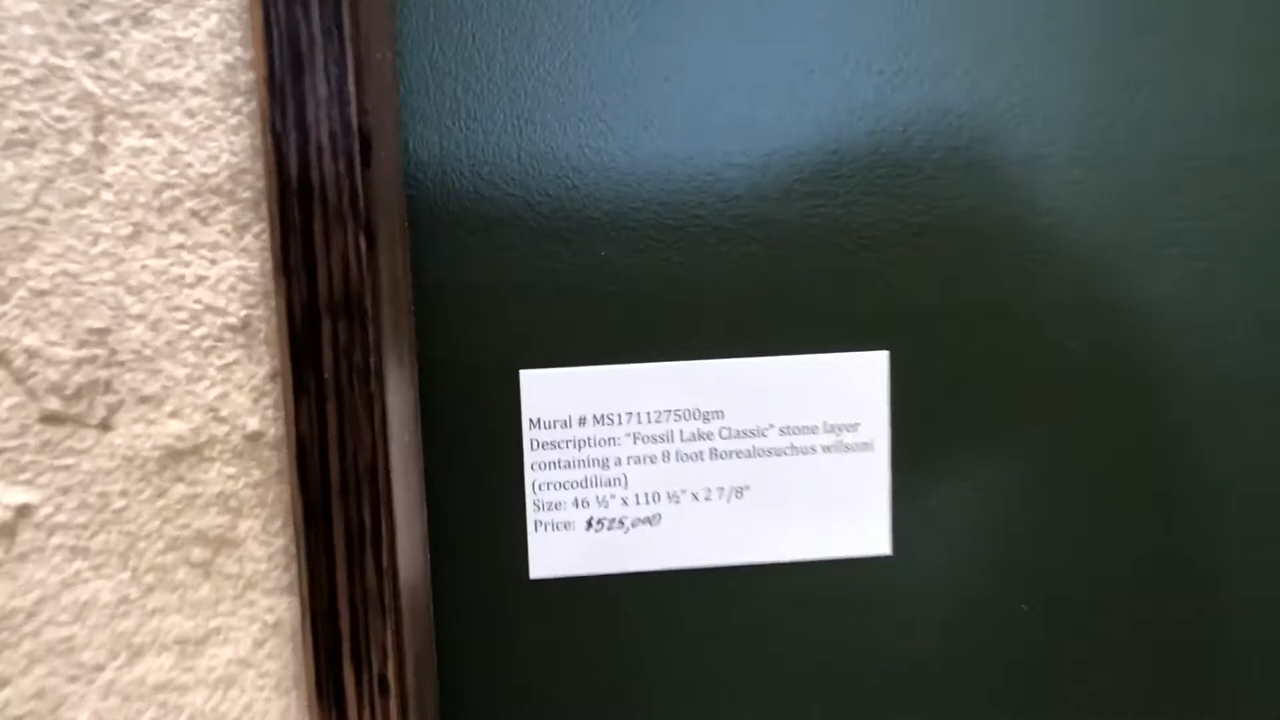 Mural # MS171127500gm
Description: "Fossil Lake Classic" stone layer
containing a rare 8 foot Borealosuchus wilsoni
(crocodilian)
Size: 46 ½" x 110 ½" x 2 7/8"
Price: $525,000